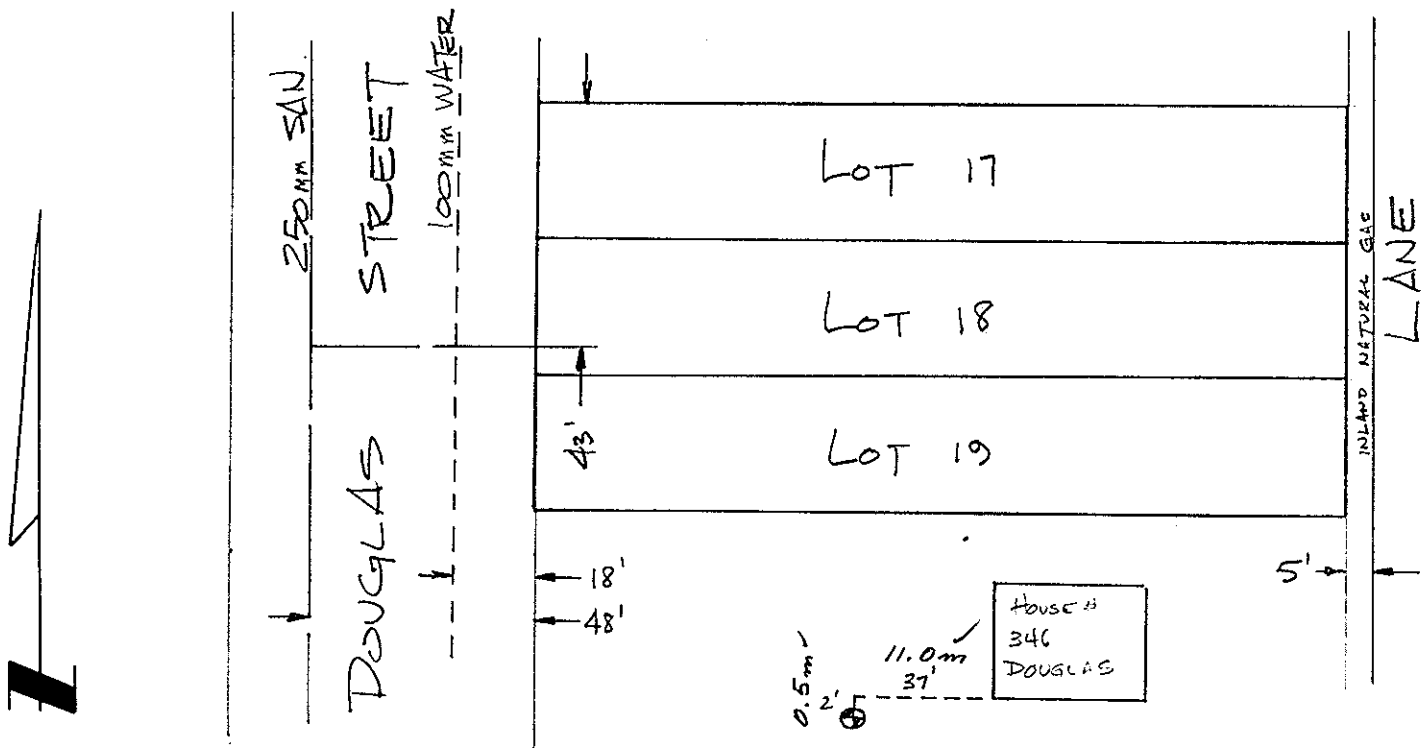 250mm SAN.
DOUGLAS STREET
100mm WATER
LOT 17
LOT 18
LOT 19
43'
18'
48'
INLAND NATURAL GAS
LANE
5'
HOUSE #
346
DOUGLAS
11.0m
37'
0.5m
2'
N